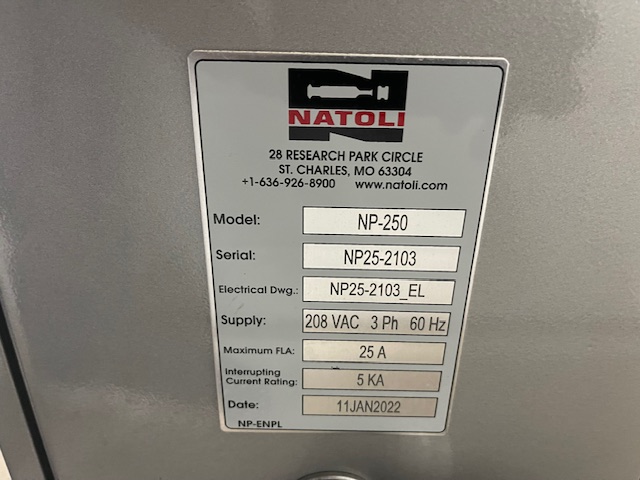 NATOLI
28 RESEARCH PARK CIRCLE
ST. CHARLES, MO 63304
+1-636-926-8900 www.natoli.com
Model: NP-250
Serial: NP25-2103
Electrical Dwg.: NP25-2103_EL
Supply: 208 VAC 3 Ph 60 Hz
Maximum FLA: 25 A
Interrupting
Current Rating: 5 KA
Date: 11JAN2022
NP-ENPL